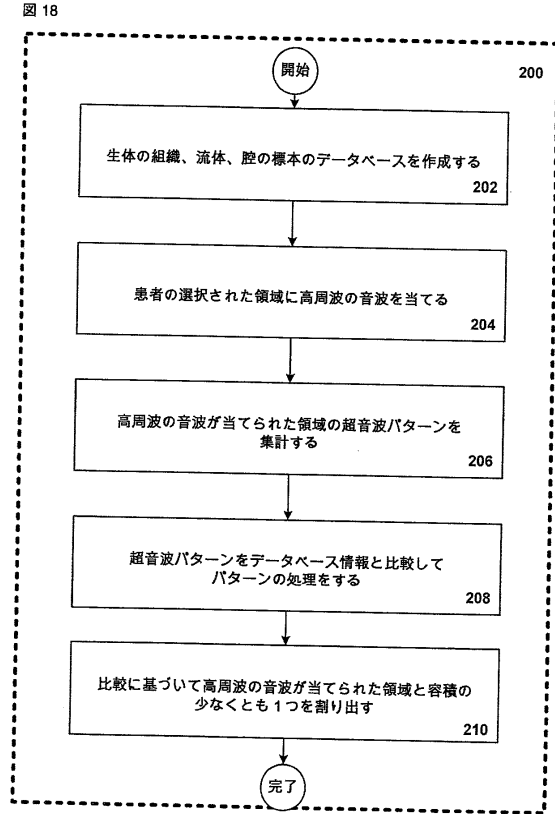 図 18
開始
200
生体の組織、流体、腔の標本のデータベースを作成する
202
患者の選択された領域に高周波の音波を当てる
204
高周波の音波が当てられた領域の超音波パターンを
集計する
206
超音波パターンをデータベース情報と比較して
パターンの処理をする
208
比較に基づいて高周波の音波が当てられた領域と容積の
少なくとも1つを割り出す
210
完了